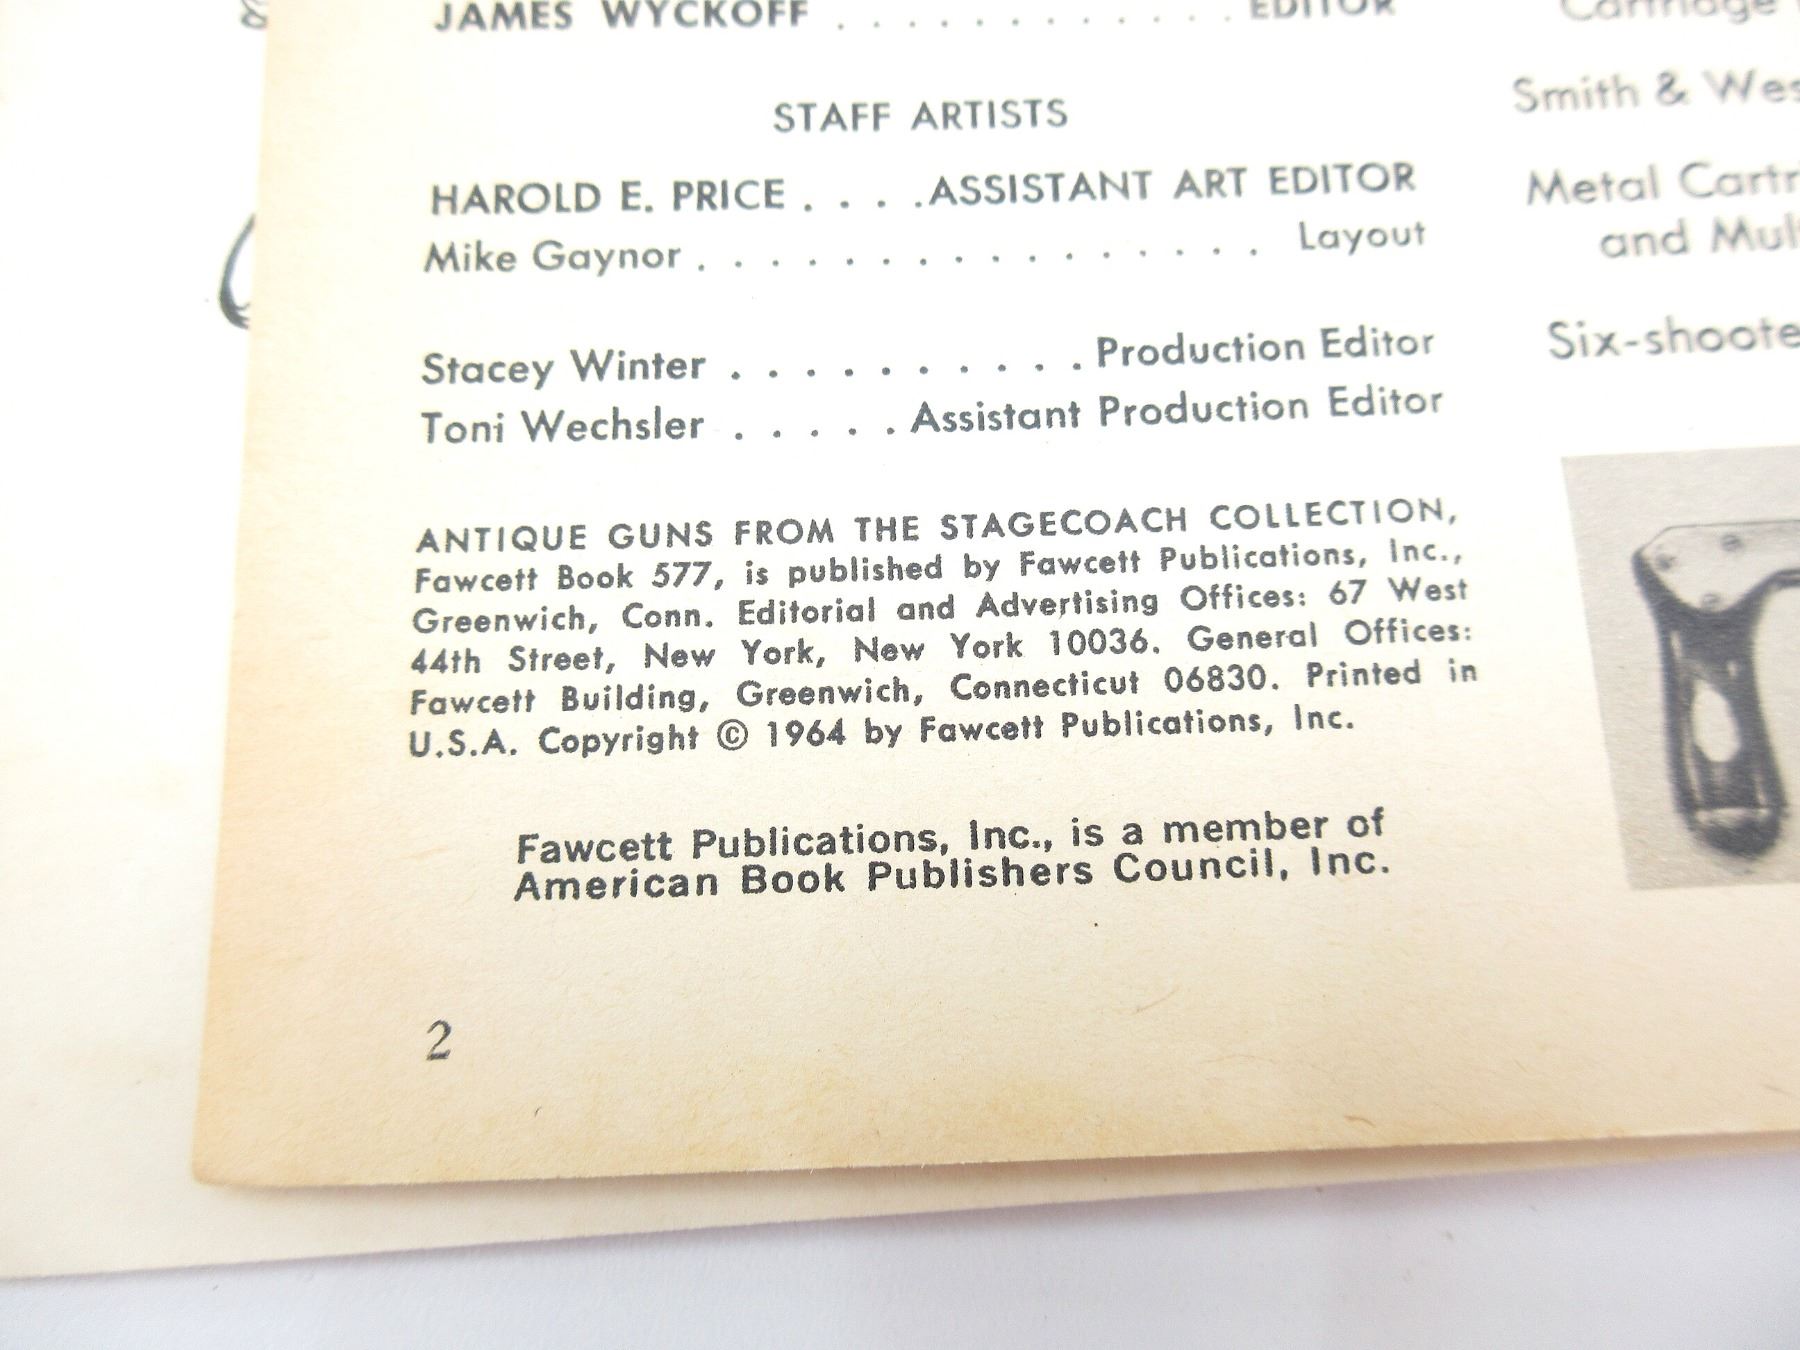 JAMES WYCKOFF . . . . . . . . . . . . EDITOR
STAFF ARTISTS
HAROLD E. PRICE . . . .ASSISTANT ART EDITOR
Mike Gaynor . . . . . . . . . . . . . . . . Layout
Stacey Winter . . . . . . . . . . Production Editor
Toni Wechsler . . . . . Assistant Production Editor
ANTIQUE GUNS FROM THE STAGECOACH COLLECTION,
Fawcett Book 577, is published by Fawcett Publications, Inc.,
Greenwich, Conn. Editorial and Advertising Offices: 67 West
44th Street, New York, New York 10036. General Offices:
Fawcett Building, Greenwich, Connecticut 06830. Printed in
U.S.A. Copyright © 1964 by Fawcett Publications, Inc.
Fawcett Publications, Inc., is a member of
American Book Publishers Council, Inc.
2
Cartridge
Smith & Wes
Metal Cartr
and Mul
Six-shoote